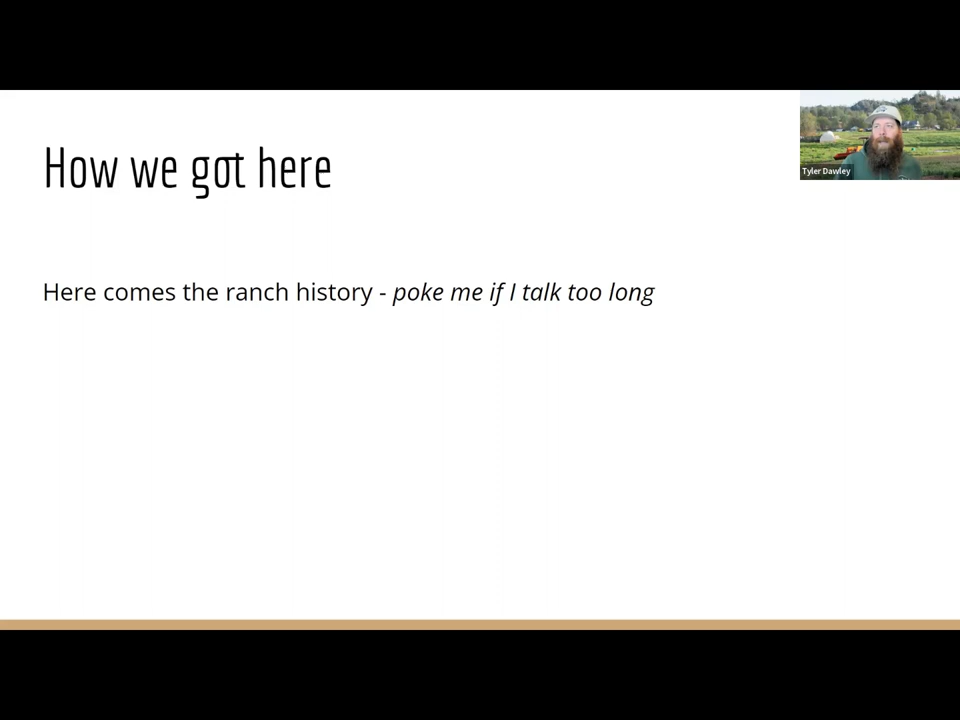 How we got here
Tyler Dawley
Here comes the ranch history - poke me if I talk too long